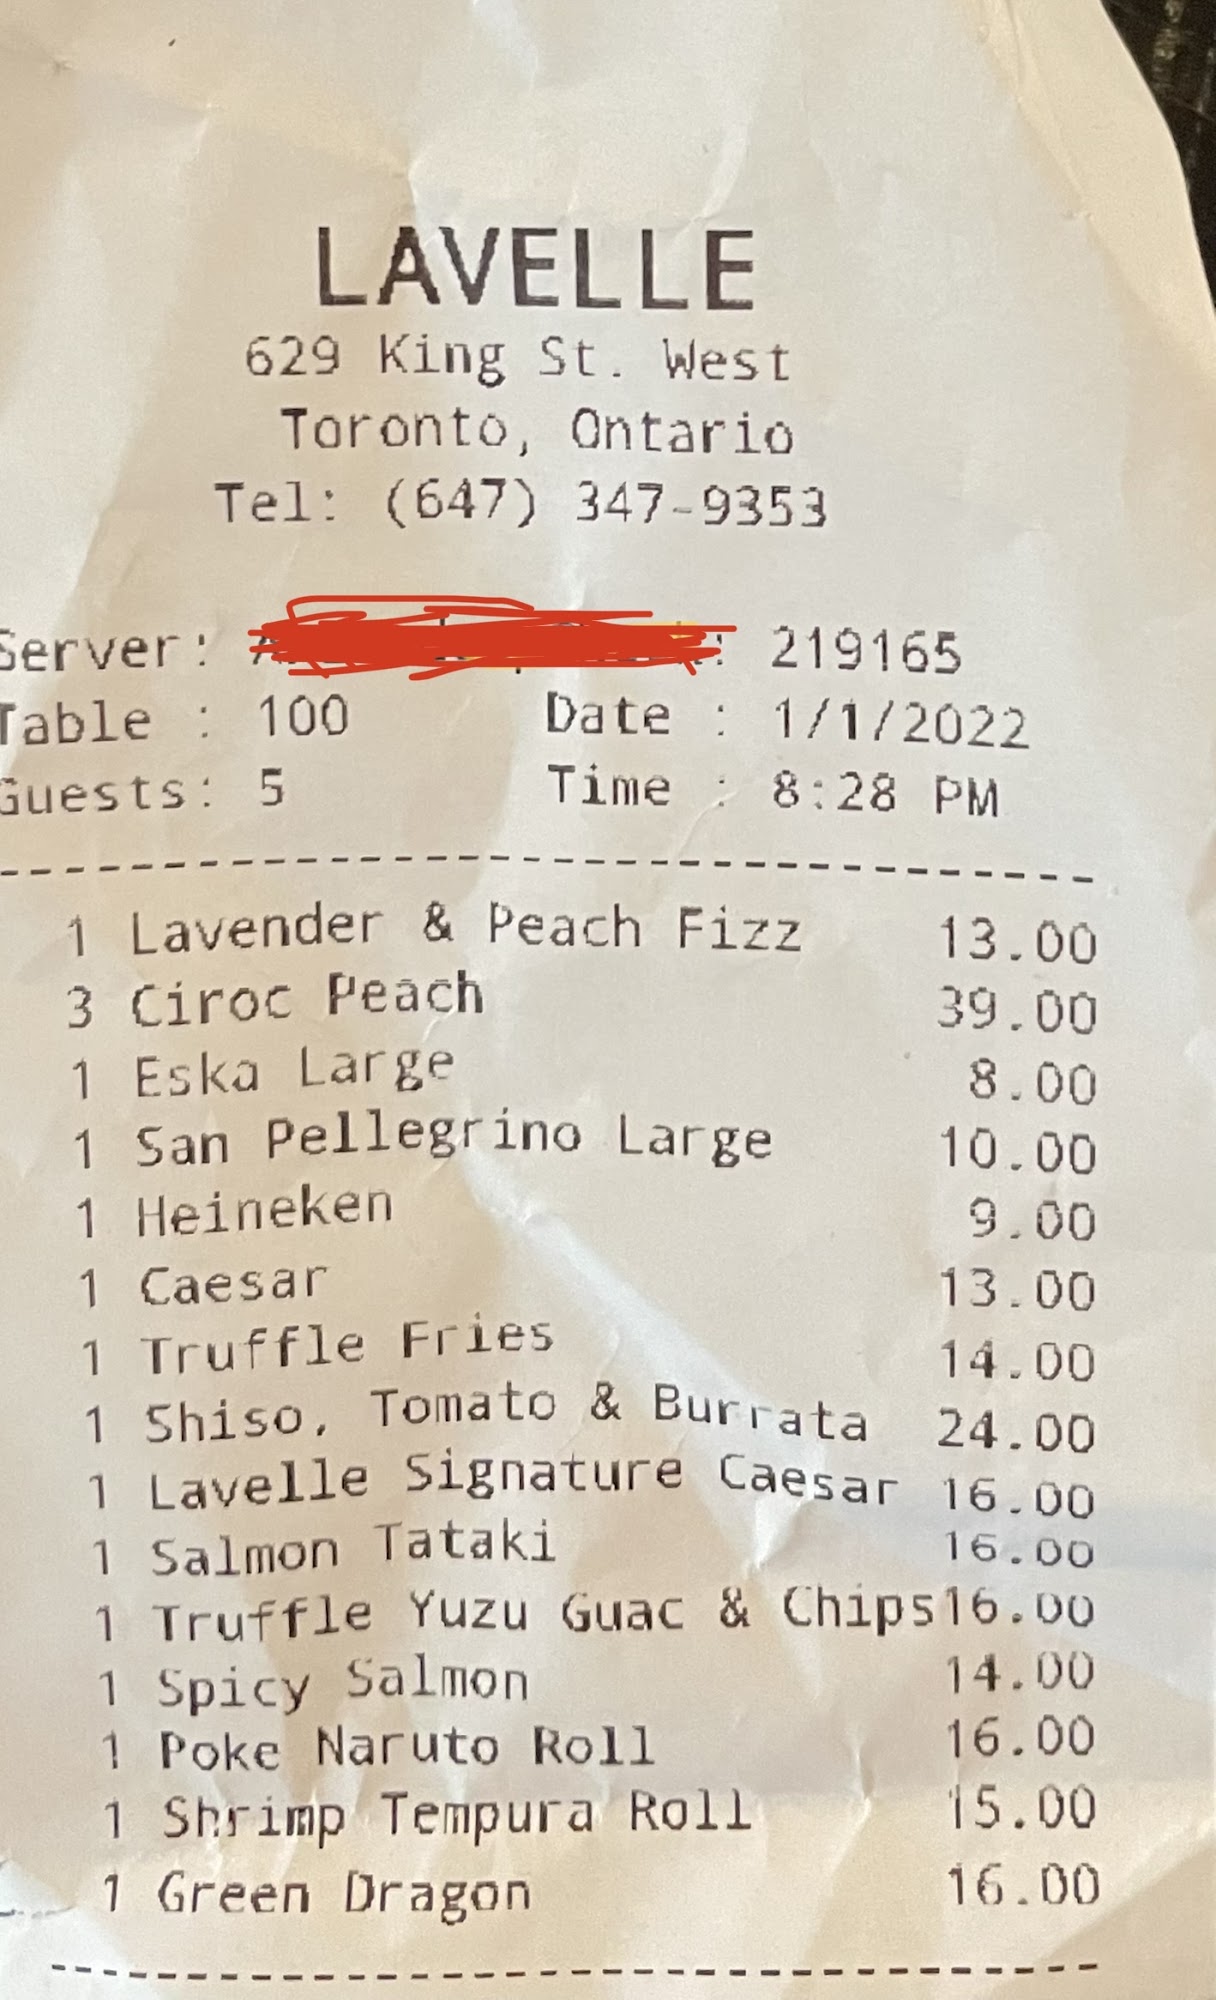 LAVELLE
629 King St. West
Toronto, Ontario
Tel: (647) 347-9353
Server: : 219165
Table : 100 Date : 1/1/2022
Guests: 5 Time : 8:28 PM
1 Lavender & Peach Fizz 13.00
3 Ciroc Peach 39.00
1 Eska Large 8.00
1 San Pellegrino Large 10.00
1 Heineken 9.00
1 Caesar 13.00
1 Truffle Fries 14.00
1 Shiso, Tomato & Burrata 24.00
1 Lavelle Signature Caesar 16.00
1 Salmon Tataki 16.00
1 Truffle Yuzu Guac & Chips16.00
1 Spicy Salmon 14.00
1 Poke Naruto Roll 16.00
1 Shrimp Tempura Roll 15.00
1 Green Dragon 16.00